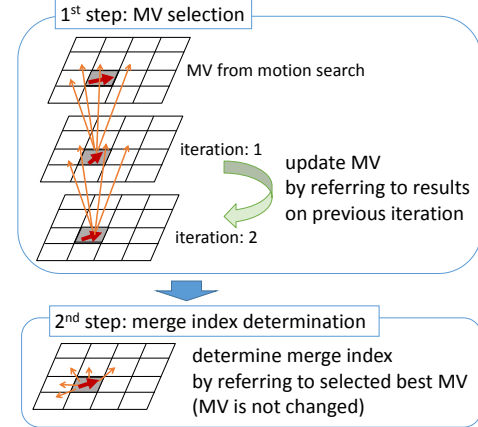 1st step: MV selection
MV from motion search
iteration: 1
update MV
by referring to results
on previous iteration
iteration: 2
2nd step: merge index determination
determine merge index
by referring to selected best MV
(MV is not changed)